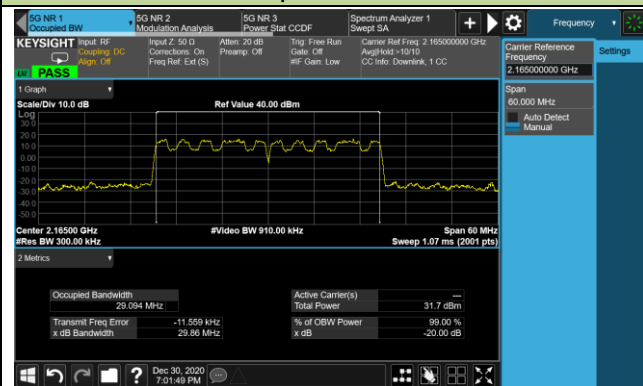 5G NR 1
Occupied BW
5G NR 2
Modulation Analysis
5G NR 3
Power Stat CCDF
Spectrum Analyzer 1
Swept SA
Frequency
KEYSIGHT
Input: RF
Coupling: DC
Align: Off
Input Z: 50 Ω
Corrections: On
Freq Ref: Ext (S)
Atten: 20 dB
Preamp: Off
Trig: Free Run
Gate: Off
#IF Gain: Low
Carrier Ref Freq: 2.165000000 GHz
Avg|Hold:>10/10
CC Info: Downlink, 1 CC
LXI
PASS
Carrier Reference
Frequency
2.165000000 GHz
Settings
Span
60.000 MHz
Auto Detect
Manual
1 Graph
Scale/Div 10.0 dB
Ref Value 40.00 dBm
Log
30.0
20.0
10.0
0.00
-10.0
-20.0
-30.0
-40.0
-50.0
Center 2.16500 GHz
#Video BW 910.00 kHz
Span 60 MHz
#Res BW 300.00 kHz
Sweep 1.07 ms (2001 pts)
2 Metrics
Occupied Bandwidth
29.094 MHz
Active Carrier(s)
---
Total Power
31.7 dBm
Transmit Freq Error
-11.559 kHz
% of OBW Power
99.00 %
x dB Bandwidth
29.86 MHz
x dB
-20.00 dB
?
Dec 30, 2020
7:01:49 PM